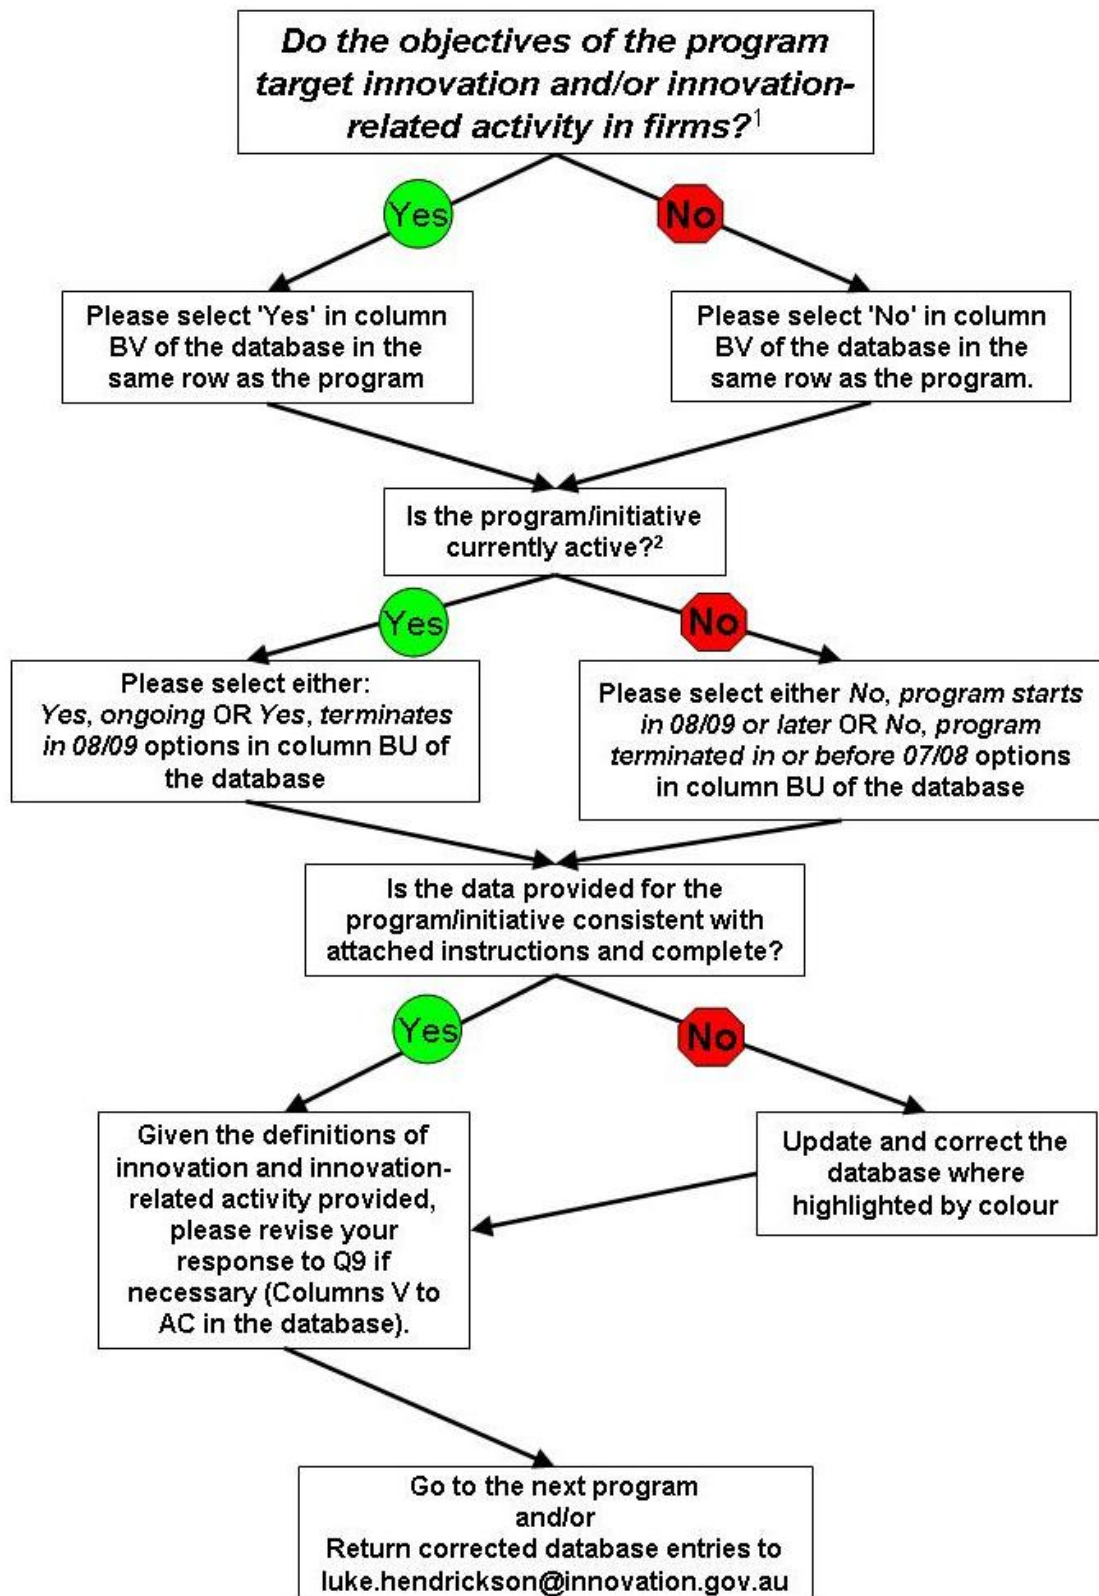 Do the objectives of the program
target innovation and/or innovation-
related activity in firms?1
Yes
No
Please select 'Yes' in column
BV of the database in the
same row as the program
Please select 'No' in column
BV of the database in the
same row as the program.
Is the program/initiative
currently active?2
Yes
No
Please select either:
Yes, ongoing OR Yes, terminates
in 08/09 options in column BU of
the database
Please select either No, program starts
in 08/09 or later OR No, program
terminated in or before 07/08 options
in column BU of the database
Is the data provided for the
program/initiative consistent with
attached instructions and complete?
Yes
No
Given the definitions of
innovation and innovation-
related activity provided,
please revise your
response to Q9 if
necessary (Columns V to
AC in the database).
Update and correct the
database where
highlighted by colour
Go to the next program
and/or
Return corrected database entries to
luke.hendrickson@innovation.gov.au